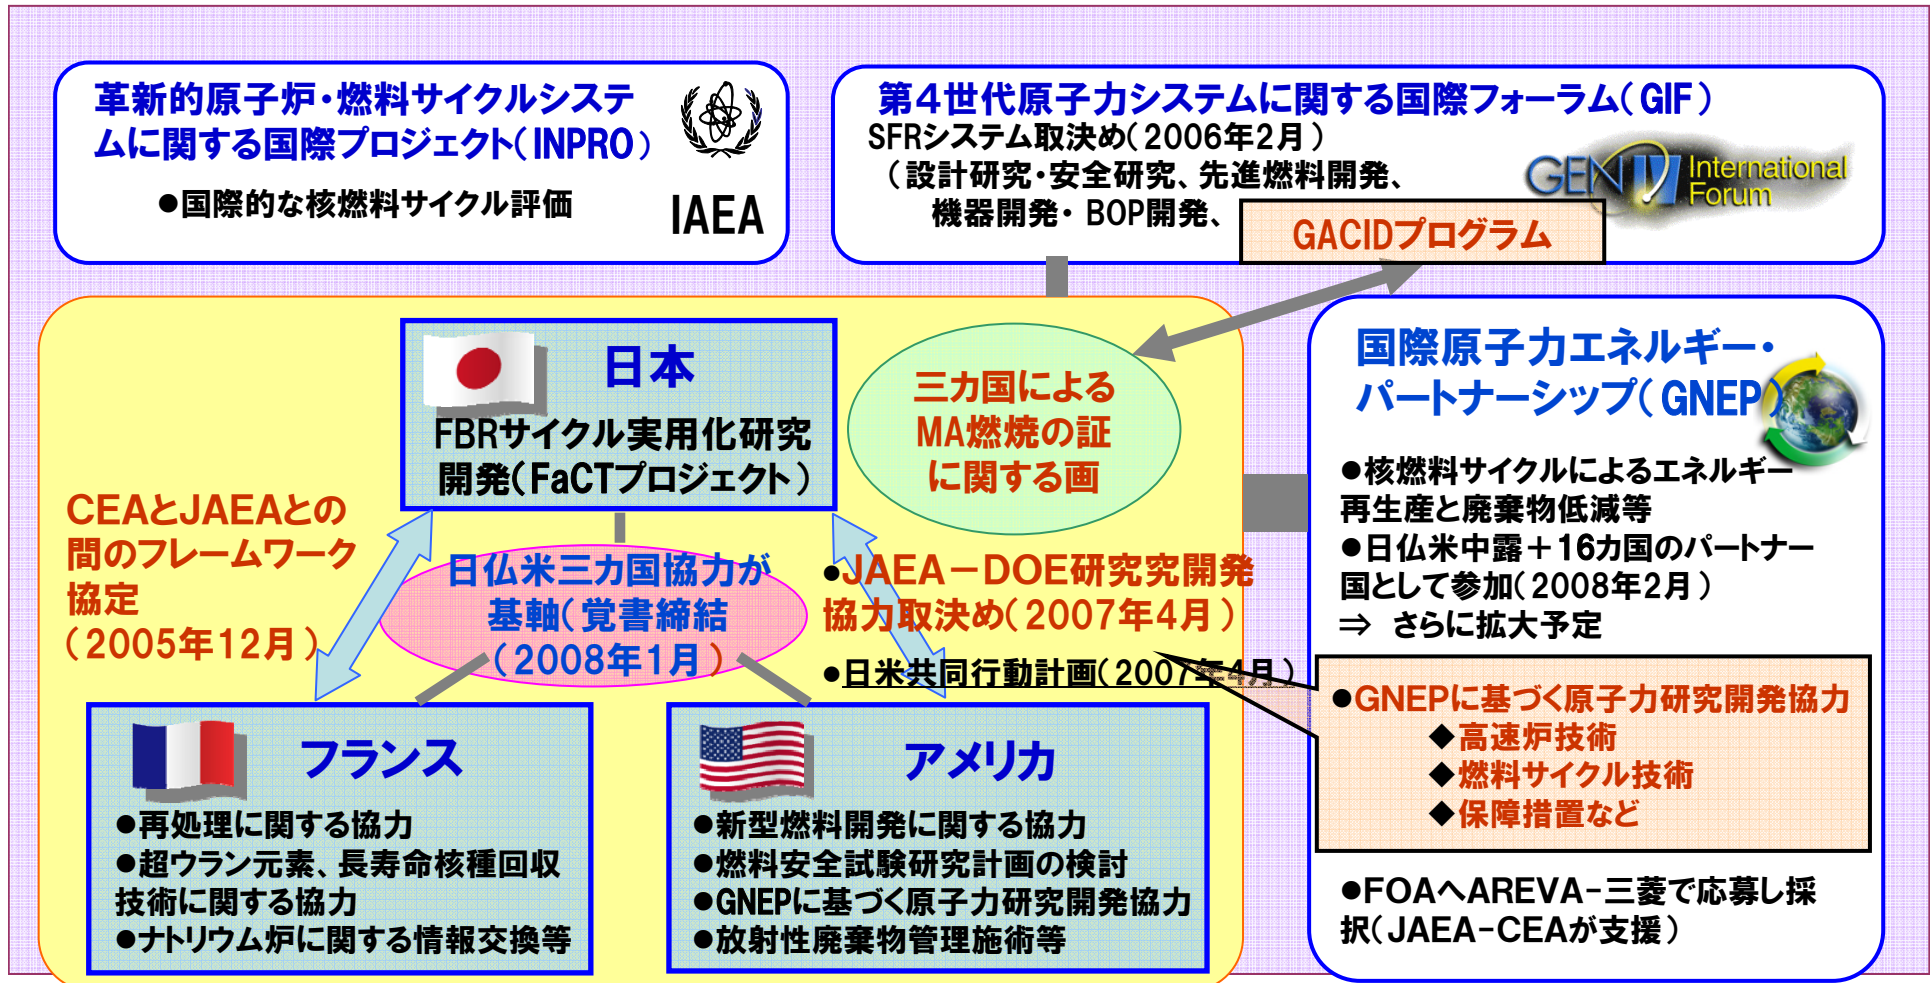 革新的原子炉・燃料サイクルシステ
ムに関する国際プロジェクト(INPRO)
●国際的な核燃料サイクル評価
IAEA
第4世代原子力システムに関する国際フォーラム(GIF)
SFRシステム取決め(2006年2月)
(設計研究・安全研究、先進燃料開発、
機器開発・BOP開発、
GACIDプログラム
GEN IV International
Forum
日本
FBRサイクル実用化研究
開発(FaCTプロジェクト)
三カ国による
MA燃焼の証
に関する画
CEAとJAEAとの
間のフレームワーク
協定
(2005年12月)
日仏米三カ国協力が
基軸(覚書締結
(2008年1月)
●JAEA-DOE研究究開発
協力取決め(2007年4月)
●日米共同行動計画(2007年4月)
フランス
●再処理に関する協力
●超ウラン元素、長寿命核種回収
技術に関する協力
●ナトリウム炉に関する情報交換等
アメリカ
●新型燃料開発に関する協力
●燃料安全試験研究計画の検討
●GNEPに基づく原子力研究開発協力
●放射性廃棄物管理施術等
国際原子力エネルギー・
パートナーシップ(GNEP)
●核燃料サイクルによるエネルギー
再生産と廃棄物低減等
●日仏米中露+16カ国のパートナー
国として参加(2008年2月)
⇒ さらに拡大予定
●GNEPに基づく原子力研究開発協力
◆高速炉技術
◆燃料サイクル技術
◆保障措置など
●FOAへAREVA-三菱で応募し採
択(JAEA-CEAが支援)